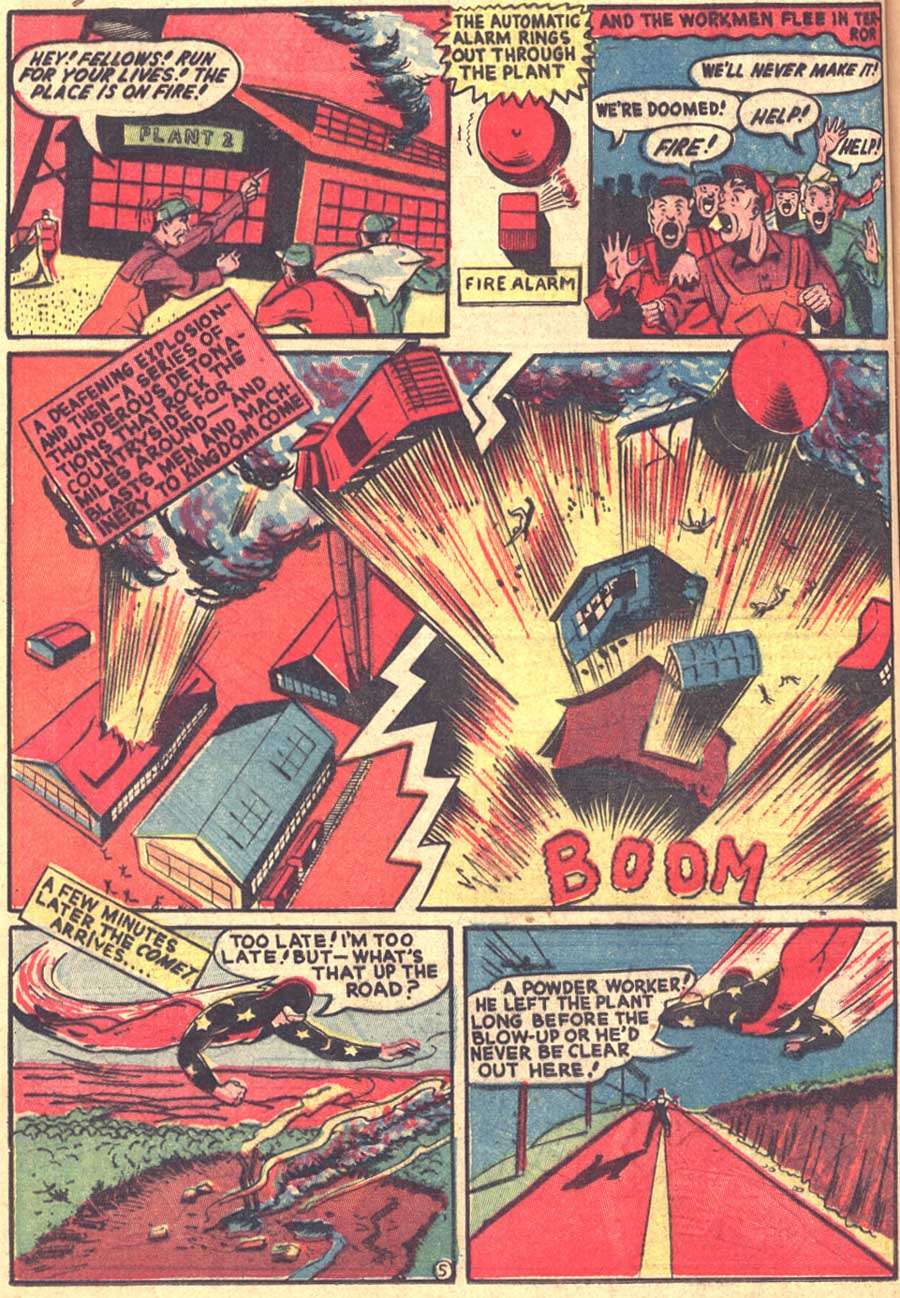 HEY! FELLOWS! RUN
FOR YOUR LIVES! THE
PLACE IS ON FIRE!
PLANT 2
THE AUTOMATIC
ALARM RINGS
OUT THROUGH
THE PLANT
FIRE ALARM
AND THE WORKMEN FLEE IN TER-
ROR
WE'LL NEVER MAKE IT!
WE'RE DOOMED!
HELP!
FIRE!
HELP!
A DEAFENING EXPLOSION-
AND THEN-A SERIES OF
THUNDEROUS DETONA-
TIONS THAT ROCK THE
COUNTRYSIDE FOR
MILES AROUND-AND
BLASTS MEN AND MACH-
INERY TO KINGDOM COME
BOOM
A FEW MINUTES
LATER, THE COMET
ARRIVES....
TOO LATE! I'M TOO
LATE! BUT-WHAT'S
THAT UP THE
ROAD?
5
A POWDER WORKER!
HE LEFT THE PLANT
LONG BEFORE THE
BLOW-UP OR HE'D
NEVER BE CLEAR
OUT HERE!